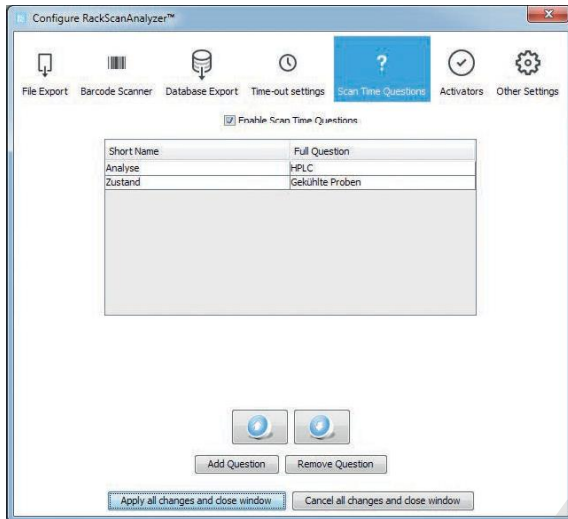 Configure RackScanAnalyzer™
File Export Barcode Scanner Database Export Time-out settings Scan Time Questions Activators Other Settings
Enable Scan Time Questions
Short Name Full Question
Analyse HPLC
Zustand Gekühlte Proben
Add Question Remove Question
Apply all changes and close window Cancel all changes and close window